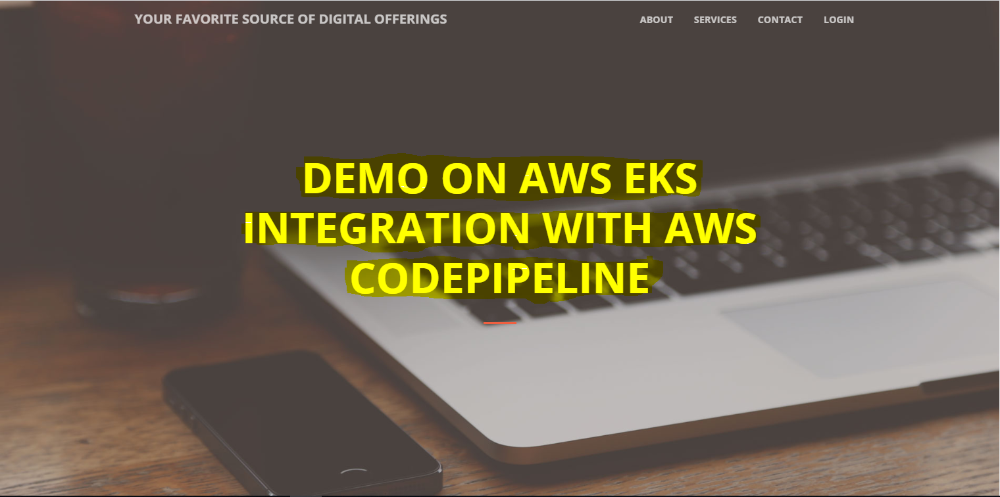 YOUR FAVORITE SOURCE OF DIGITAL OFFERINGS
ABOUT SERVICES CONTACT LOGIN
DEMO ON AWS EKS
INTEGRATION WITH AWS
CODEPIPELINE